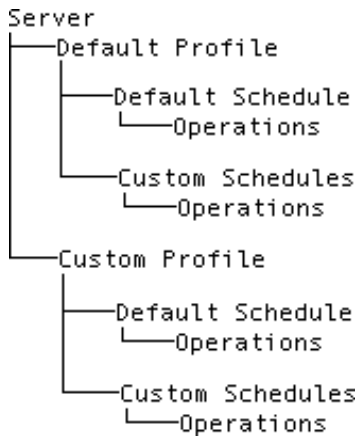 Server
Default Profile
Default Schedule
Operations
Custom Schedules
Operations
Custom Profile
Default Schedule
Operations
Custom Schedules
Operations